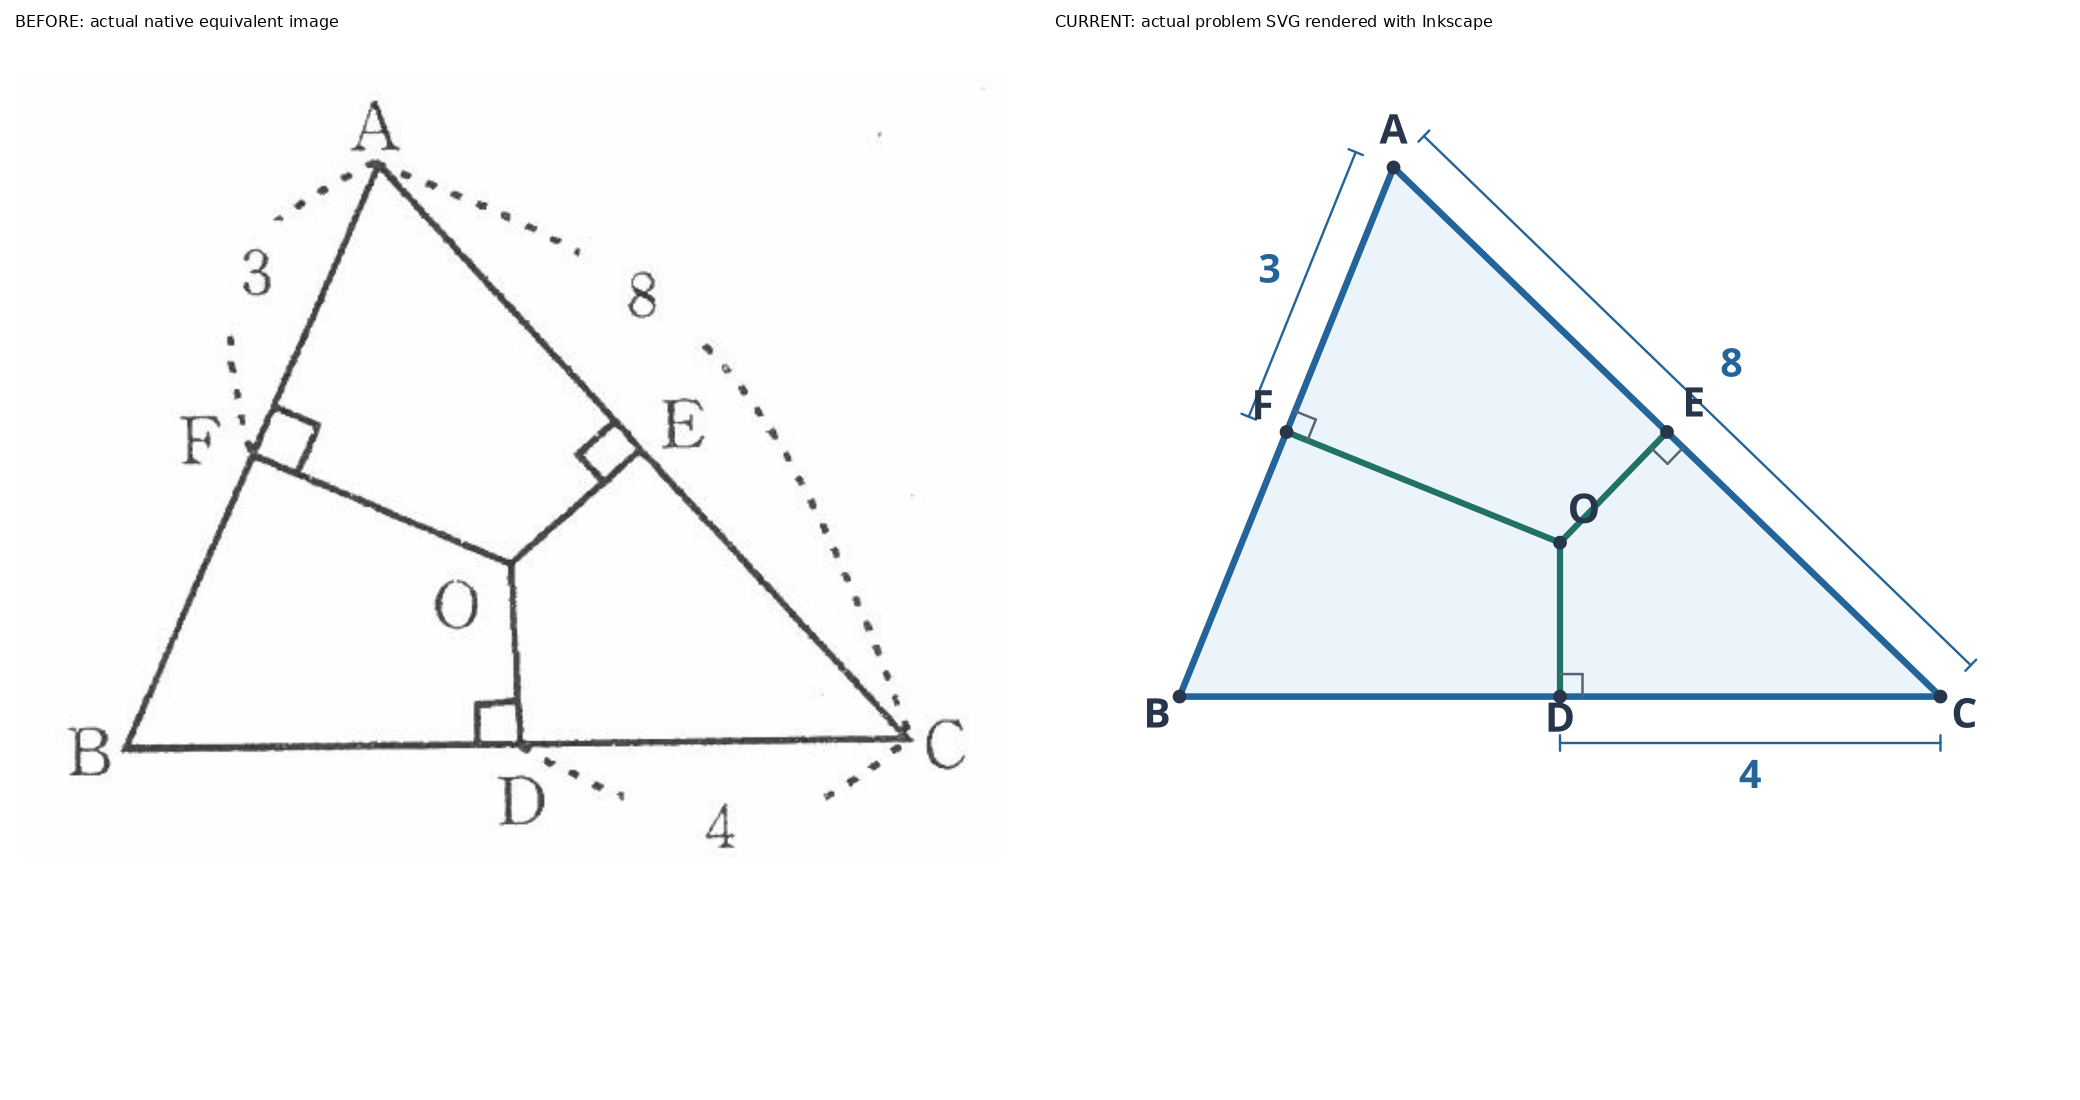 BEFORE: actual native equivalent image
A
3
8
F
E
O
B
D
C
4
CURRENT: actual problem SVG rendered with Inkscape
A
3
8
F
E
O
B
D
C
4